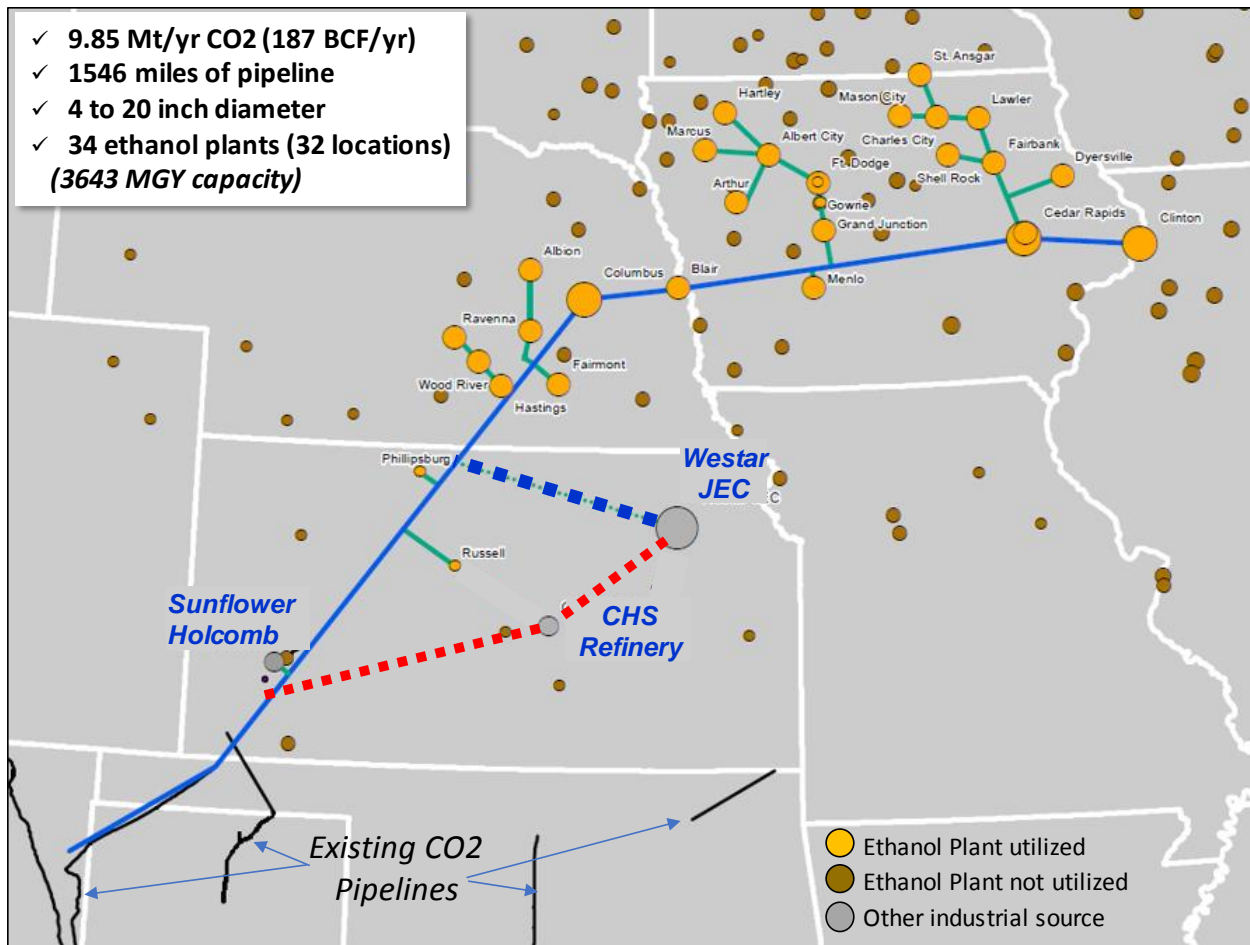 ✓ 9.85 Mt/yr CO2 (187 BCF/yr)
✓ 1546 miles of pipeline
✓ 4 to 20 inch diameter
✓ 34 ethanol plants (32 locations)
(3643 MGY capacity)
St. Ansgar
Hartley
Mason City
Lawler
Marcus
Albert City
Charles City
Fairbank
Ft. Dodge
Dyersville
Arthur
Shell Rock
Gowrie
Grand Junction
Cedar Rapids
Clinton
Albion
Columbus
Blair
Menlo
Ravenna
Fairmont
Wood River
Hastings
Phillipsburg
Westar
JEC
Russell
Sunflower
Holcomb
CHS
Refinery
Existing CO2
Pipelines
Ethanol Plant utilized
Ethanol Plant not utilized
Other industrial source